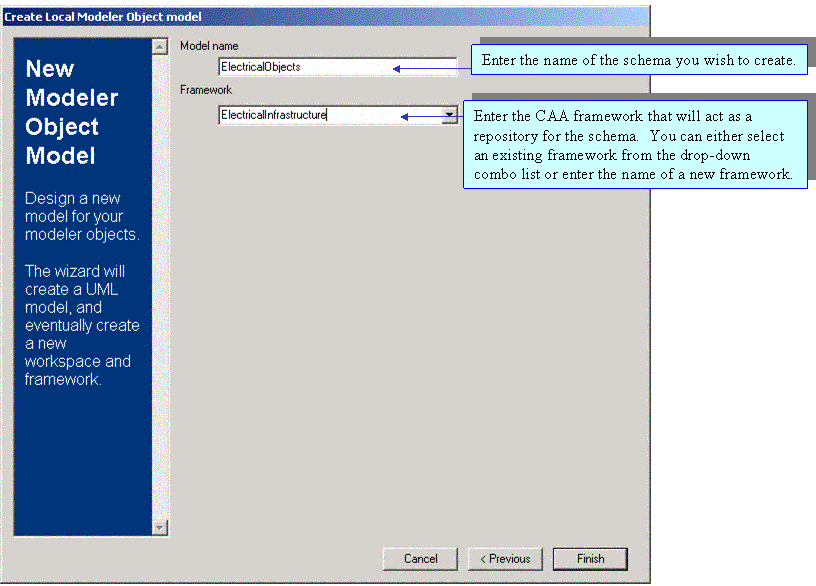 Create Local Modeler Object model
New
Modeler
Object
Model
Design a new
model for your
modeler objects.
The wizard will
create a UML
model, and
eventually create
a new
workspace and
framework.
Model name
ElectricalObjects
Enter the name of the schema you wish to create.
Framework
ElectricalInfrastructure
Enter the CAA framework that will act as a
repository for the schema. You can either select
an existing framework from the drop-down
combo list or enter the name of a new framework.
Cancel
< Previous
Finish